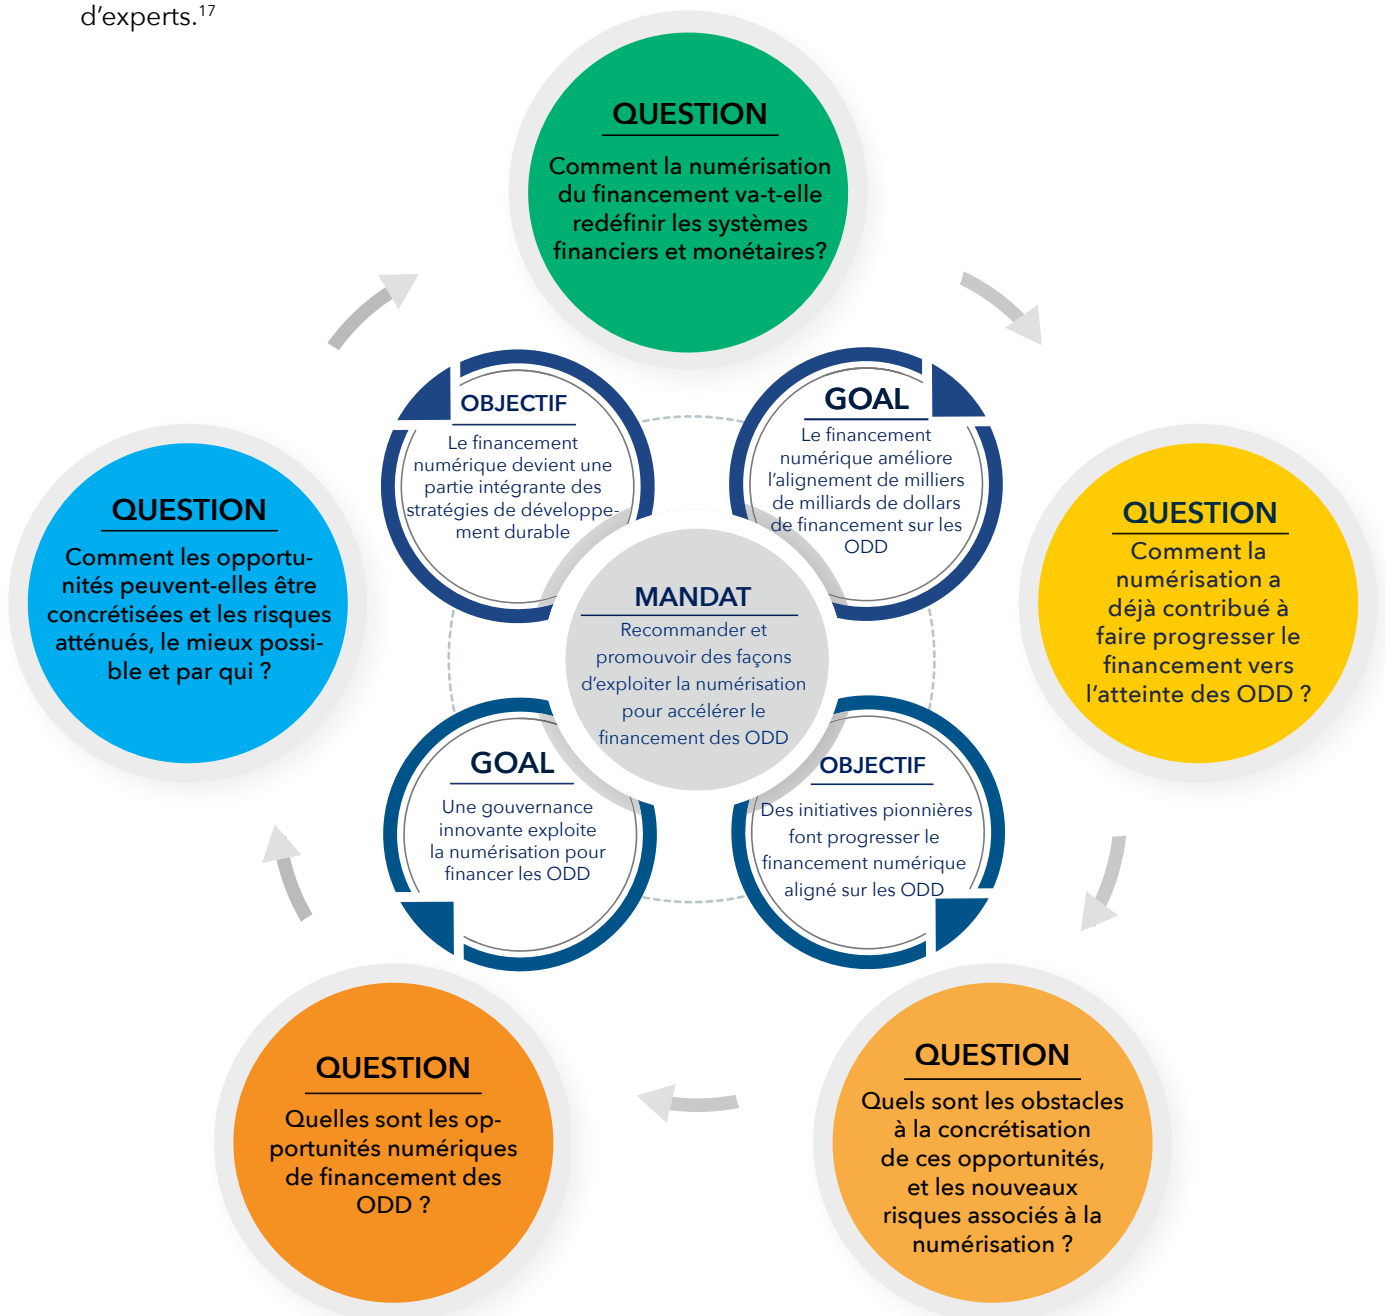 d’experts.17
QUESTION
Comment la numérisation
du financement va-t-elle
redéfinir les systèmes
financiers et monétaires?
OBJECTIF
Le financement
numérique devient une
partie intégrante des
stratégies de développe-
ment durable
GOAL
Le financement
numérique améliore
l’alignement de milliers
de milliards de dollars
de financement sur les
ODD
QUESTION
Comment les opportu-
nités peuvent-elles être
concrétisées et les risques
atténués, le mieux possi-
ble et par qui ?
MANDAT
Recommander et
promouvoir des façons
d’exploiter la numérisation
pour accélérer le
financement des ODD
QUESTION
Comment la
numérisation a
déjà contribué à
faire progresser le
financement vers
l’atteinte des ODD ?
GOAL
Une gouvernance
innovante exploite
la numérisation pour
financer les ODD
OBJECTIF
Des initiatives pionnières
font progresser le
financement numérique
aligné sur les ODD
QUESTION
Quelles sont les op-
portunités numériques
de financement des
ODD ?
QUESTION
Quels sont les obstacles
à la concrétisation
de ces opportunités,
et les nouveaux
risques associés à la
numérisation ?